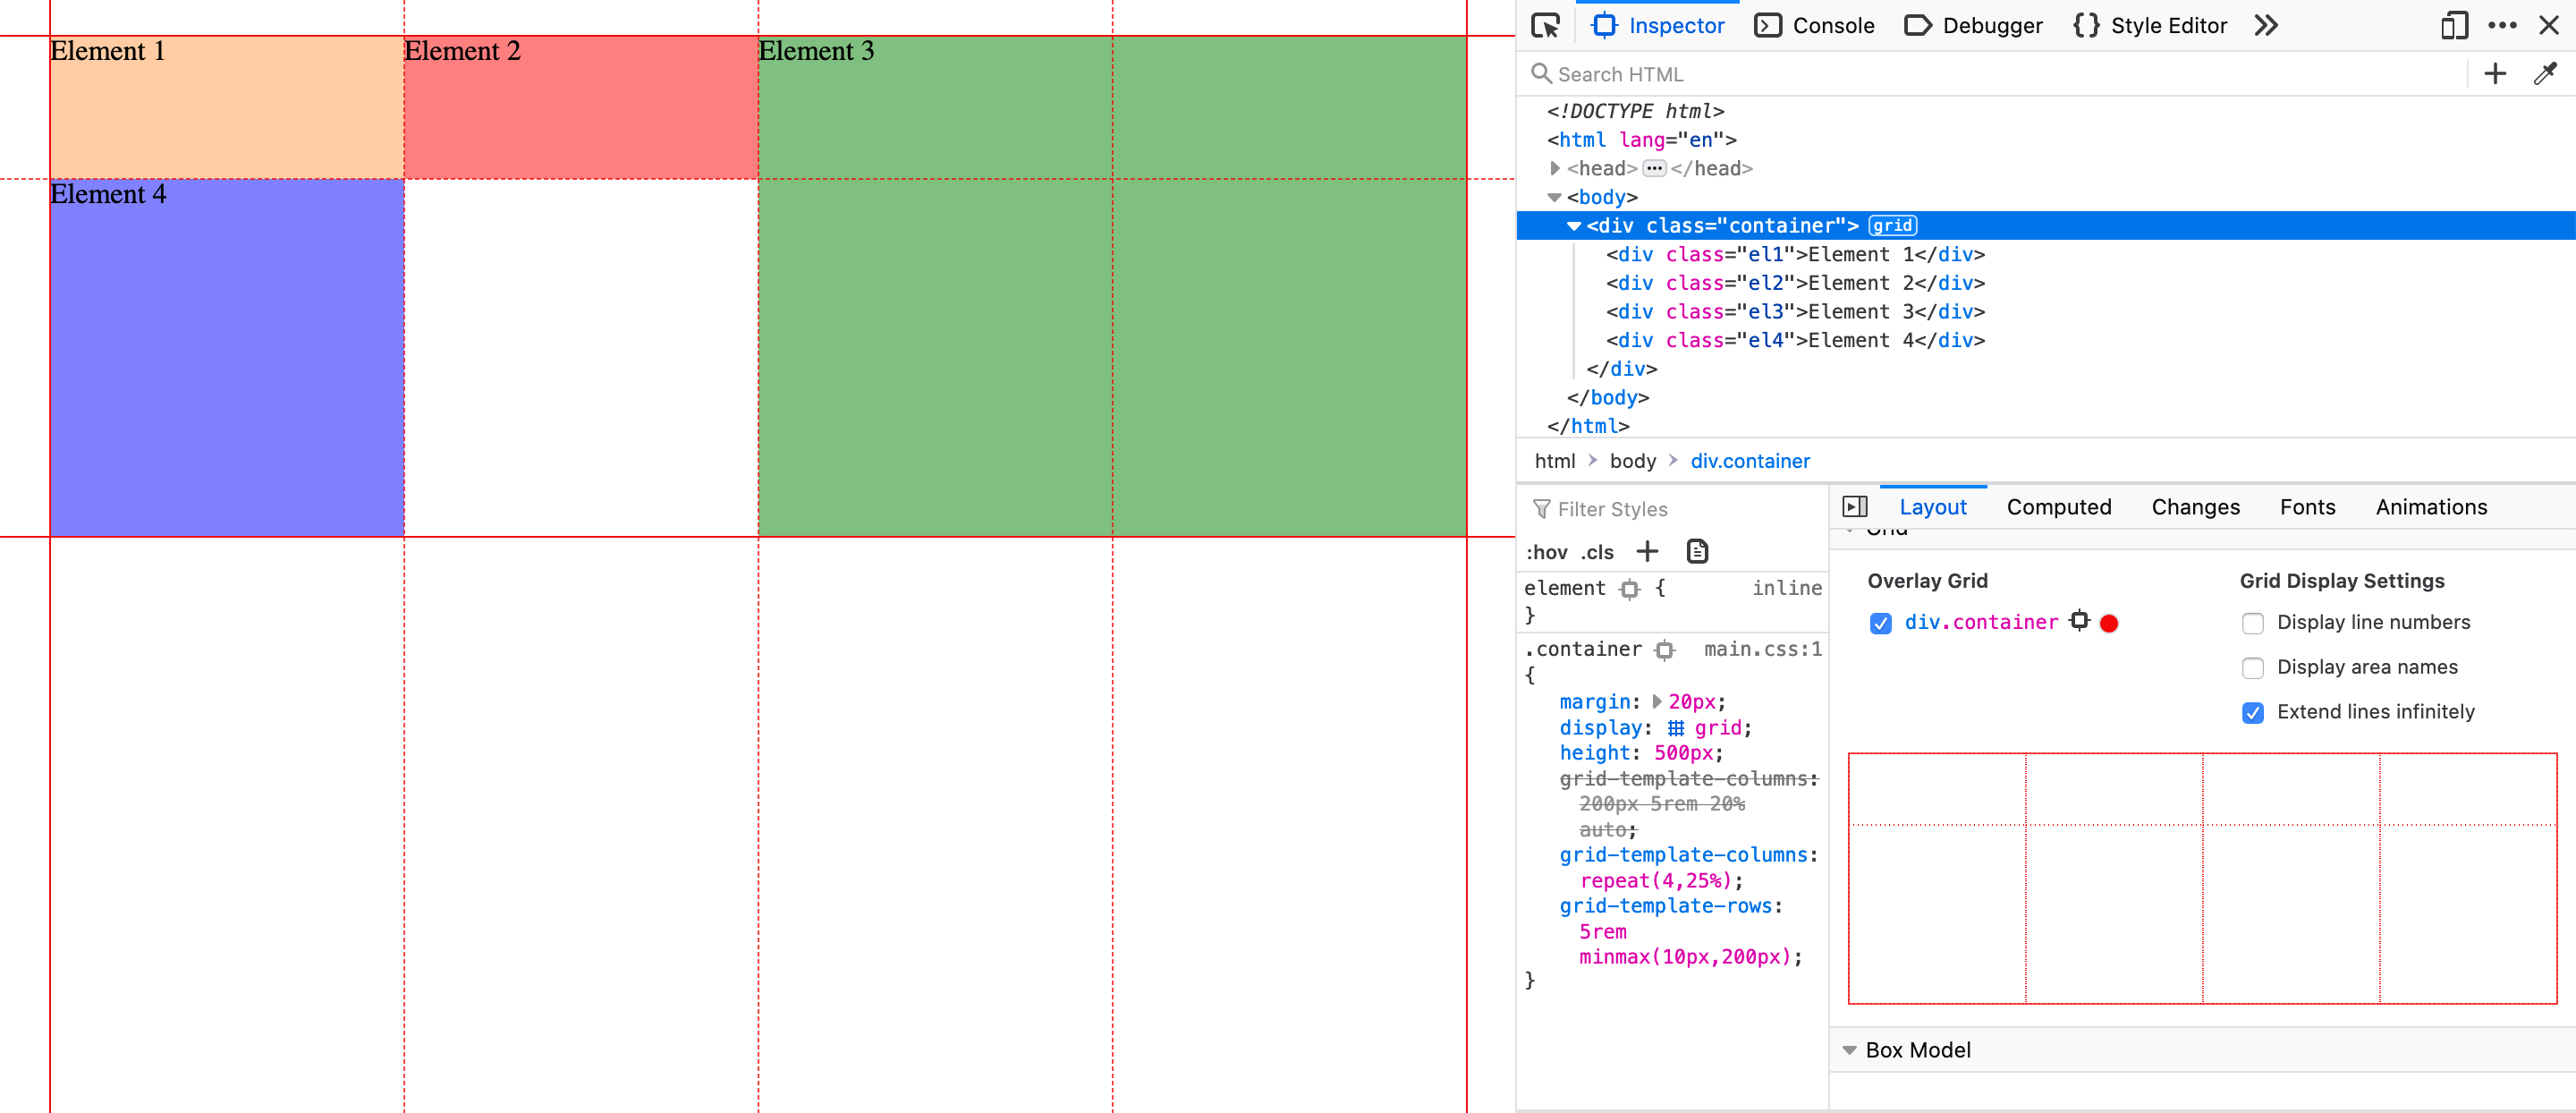 Element 1
Element 2
Element 3
Element 4
Inspector
Console
Debugger
{} Style Editor
Search HTML
<!DOCTYPE html>
<html lang="en">
<head> ••• </head>
<body>
<div class="container"> grid
<div class="el1">Element 1</div>
<div class="el2">Element 2</div>
<div class="el3">Element 3</div>
<div class="el4">Element 4</div>
</div>
</body>
</html>
html > body > div.container
Filter Styles
:hov .cls +
element { inline
}
.container main.css:1
{
margin: 20px;
display: grid;
height: 500px;
grid-template-columns:
200px 5rem 20%
auto;
grid-template-columns:
repeat(4,25%);
grid-template-rows:
5rem
minmax(10px,200px);
}
Layout
Computed
Changes
Fonts
Animations
Grid
Overlay Grid
div.container
Grid Display Settings
Display line numbers
Display area names
Extend lines infinitely
Box Model